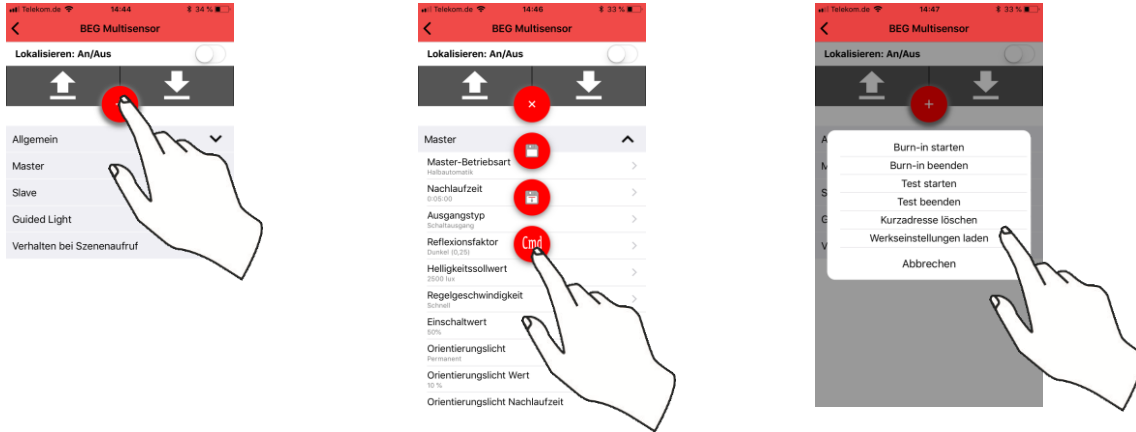 Telekom.de 14:44 34 %
BEG Multisensor
Lokalisieren: An/Aus
Allgemein
Master
Slave
Guided Light
Verhalten bei Szenenaufruf
Telekom.de 14:46 33 %
BEG Multisensor
Lokalisieren: An/Aus
×
Master
Master-Betriebsart
Halbautomatik
Nachlaufzeit
0:05:00
Ausgangstyp
Schaltausgang
Reflexionsfaktor
Dunkel (0,25)
Cmd
Helligkeitssollwert
2500 lux
Regelgeschwindigkeit
Schnell
Einschaltwert
50%
Orientierungslicht
Permanent
Orientierungslicht Wert
10 %
Orientierungslicht Nachlaufzeit
Telekom.de 14:47 33 %
BEG Multisensor
Lokalisieren: An/Aus
+
A
M
S
G
V
Burn-in starten
Burn-in beenden
Test starten
Test beenden
Kurzadresse löschen
Werkseinstellungen laden
Abbrechen